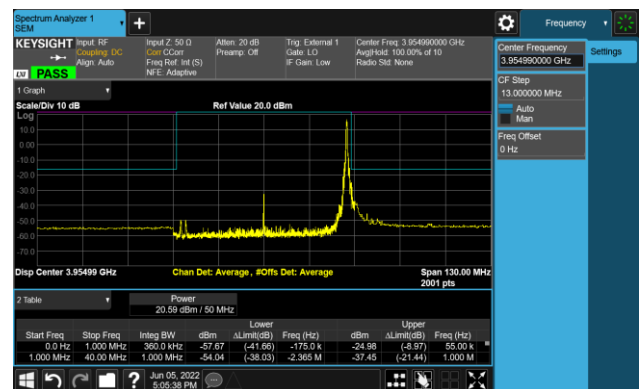 Spectrum Analyzer 1
SEM
Frequency
KEYSIGHT
Input: RF
Coupling: DC
Align: Auto
Input Z: 50 Ω
Corr CCorr
Freq Ref: Int (S)
NFE: Adaptive
Atten: 20 dB
Preamp: Off
Trig: External 1
Gate: LO
IF Gain: Low
Center Freq: 3.954990000 GHz
Avg|Hold: 100.00% of 10
Radio Std: None
PASS
Center Frequency
3.954990000 GHz
Settings
CF Step
13.000000 MHz
Auto
Man
Freq Offset
0 Hz
1 Graph
Scale/Div 10 dB
Ref Value 20.0 dBm
Log
10.0
0.00
-10.0
-20.0
-30.0
-40.0
-50.0
-60.0
-70.0
Disp Center 3.95499 GHz
Chan Det: Average, #Offs Det: Average
Span 130.00 MHz
2001 pts
2 Table
Power
20.59 dBm / 50 MHz
Lower Upper
Start Freq Stop Freq Integ BW dBm ΔLimit(dB) Freq (Hz) dBm ΔLimit(dB) Freq (Hz)
0.0 Hz 1.000 MHz 360.0 kHz -57.67 (-41.66) -175.0 k -24.98 (-8.97) 55.00 k
1.000 MHz 40.00 MHz 1.000 MHz -54.04 (-38.03) -2.365 M -37.45 (-21.44) 1.000 M
?
Jun 05, 2022
5:05:38 PM